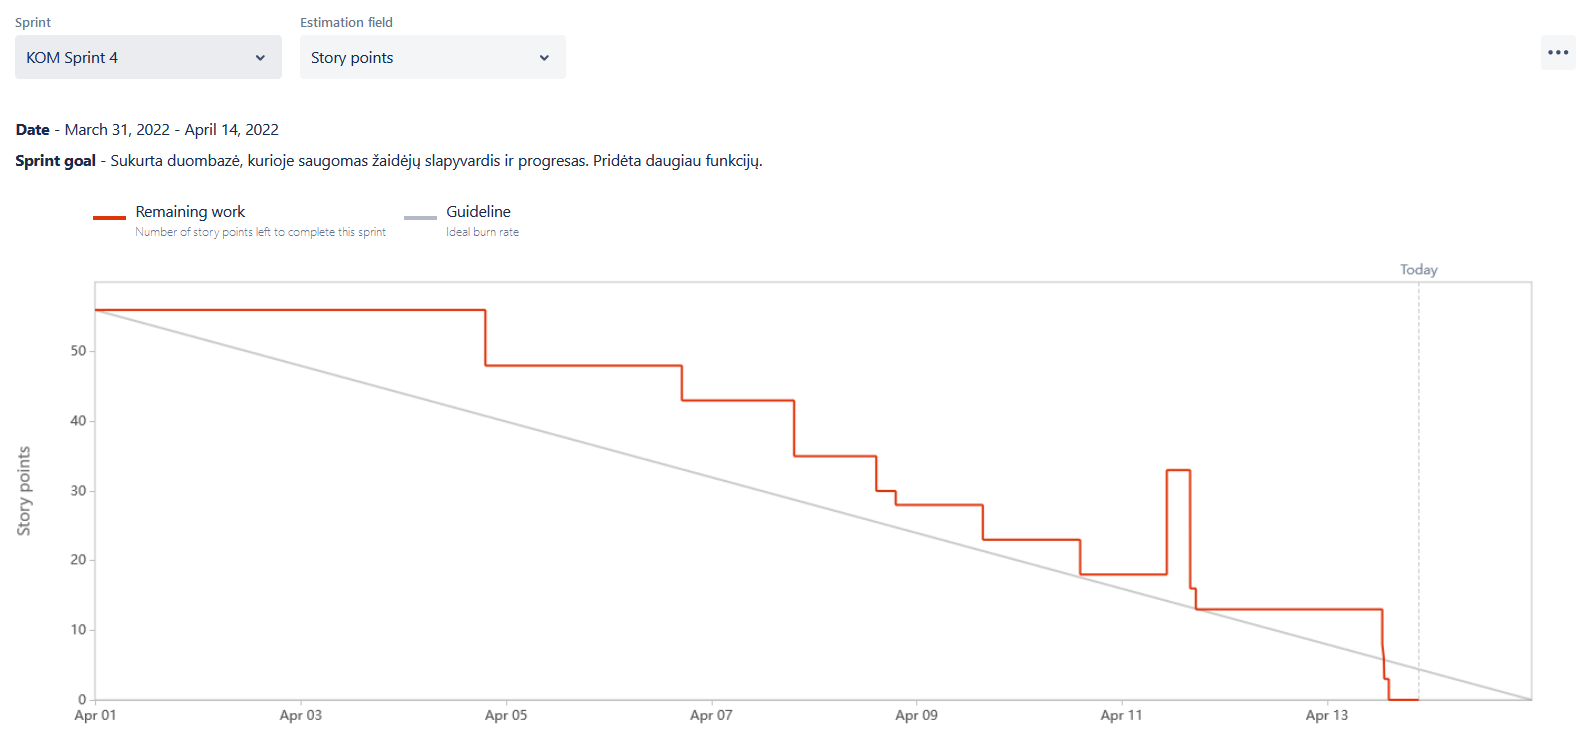 Sprint
Estimation field
KOM Sprint 4
Story points
Date - March 31, 2022 - April 14, 2022
Sprint goal - Sukurta duombazė, kurioje saugomas žaidėjų slapyvardis ir progresas. Pridėta daugiau funkcijų.
Remaining work
Number of story points left to complete this sprint
Guideline
Ideal burn rate
Today
Story points
50
40
30
20
10
0
Apr 01
Apr 03
Apr 05
Apr 07
Apr 09
Apr 11
Apr 13